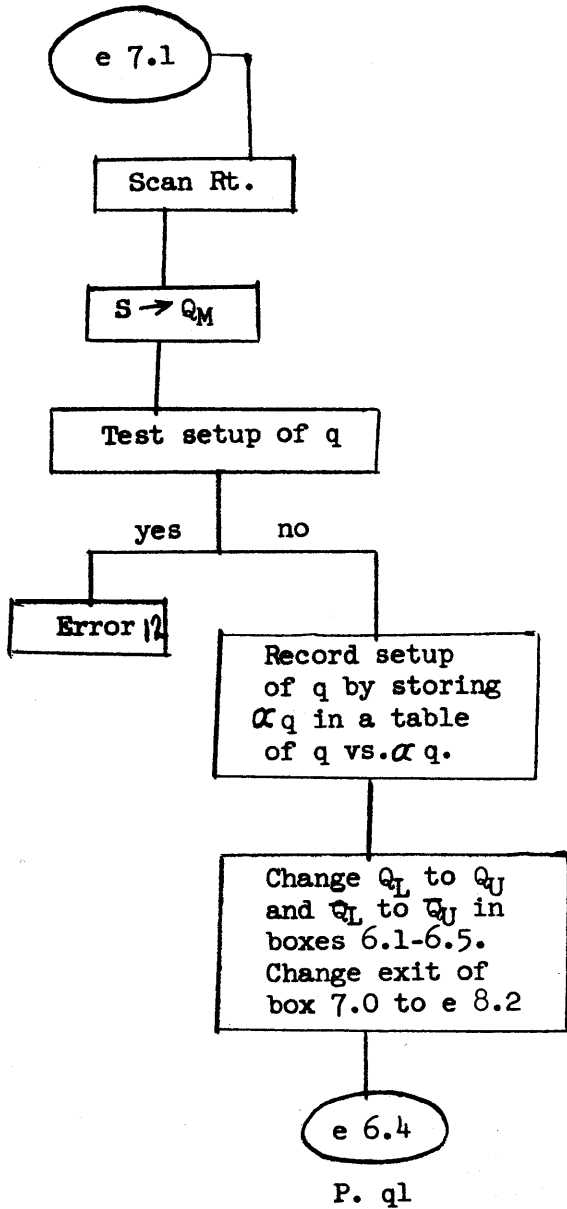 e 7.1
Scan Rt.
S → Q_M
Test setup of q
yes no
Error 12
Record setup
of q by storing
α q in a table
of q vs. α q.
Change Q_L to Q_U
and Q̅_L to Q̅_U in
boxes 6.1-6.5.
Change exit of
box 7.0 to e 8.2
e 6.4
P. ql